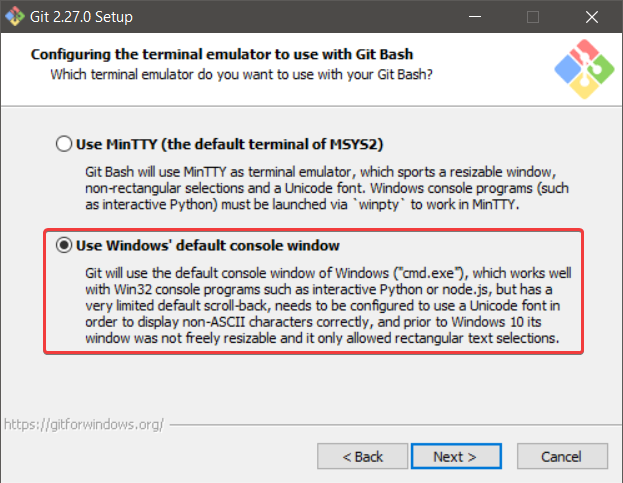 Git 2.27.0 Setup
Configuring the terminal emulator to use with Git Bash
Which terminal emulator do you want to use with your Git Bash?
Use MinTTY (the default terminal of MSYS2)
Git Bash will use MinTTY as terminal emulator, which sports a resizable window,
non-rectangular selections and a Unicode font. Windows console programs (such
as interactive Python) must be launched via `winpty` to work in MinTTY.
Use Windows' default console window
Git will use the default console window of Windows ("cmd.exe"), which works well
with Win32 console programs such as interactive Python or node.js, but has a
very limited default scroll-back, needs to be configured to use a Unicode font in
order to display non-ASCII characters correctly, and prior to Windows 10 its
window was not freely resizable and it only allowed rectangular text selections.
https://gitforwindows.org/
< Back
Next >
Cancel